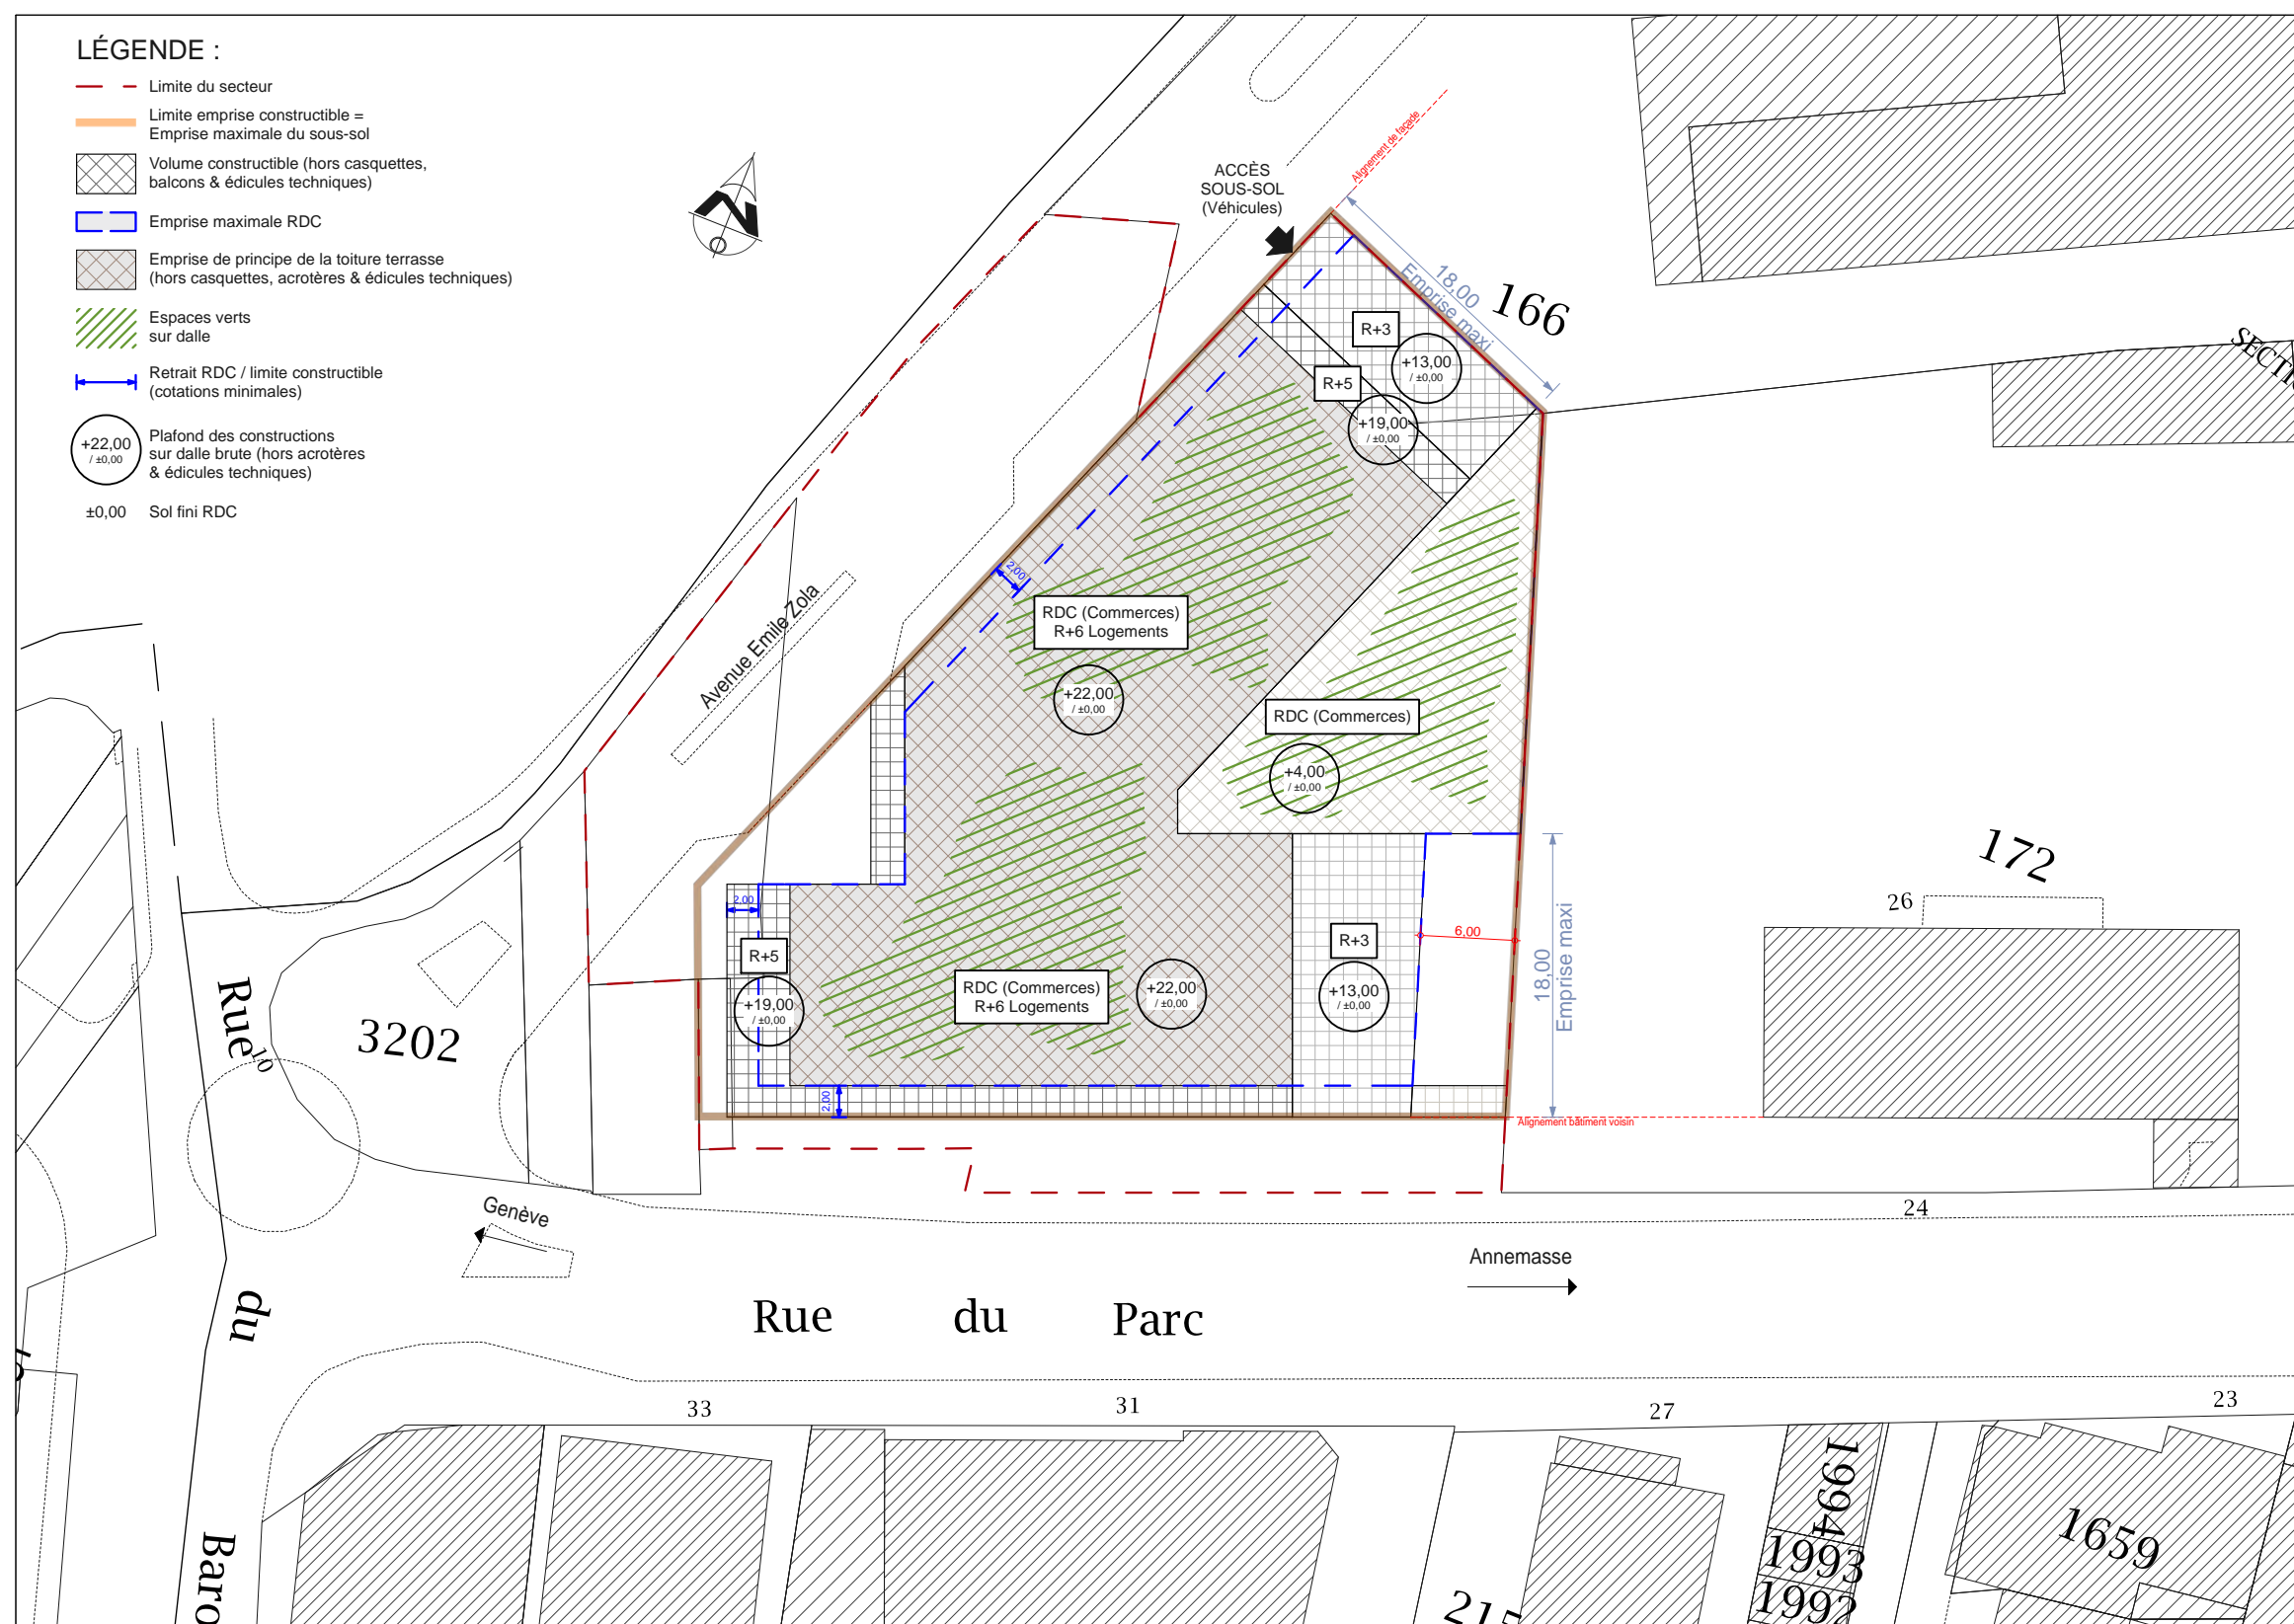 LÉGENDE :
Limite du secteur
Limite emprise constructible =
Emprise maximale du sous-sol
Volume constructible (hors casquettes,
balcons & édicules techniques)
Emprise maximale RDC
Emprise de principe de la toiture terrasse
(hors casquettes, acrotères & édicules techniques)
Espaces verts
sur dalle
Retrait RDC / limite constructible
(cotations minimales)
+22,00
/ ±0,00
Plafond des constructions
sur dalle brute (hors acrotères
& édicules techniques)
±0,00
Sol fini RDC
ACCÈS
SOUS-SOL
(Véhicules)
Alignement de façade
18,00
Emprise maxi
166
R+3
+13,00
/ ±0,00
R+5
+19,00
/ ±0,00
2,00
Avenue Emile Zola
RDC (Commerces)
R+6 Logements
+22,00
/ ±0,00
RDC (Commerces)
+4,00
/ ±0,00
2,00
R+5
+19,00
/ ±0,00
RDC (Commerces)
R+6 Logements
+22,00
/ ±0,00
R+3
+13,00
/ ±0,00
6,00
18,00
Emprise maxi
2,00
Alignement bâtiment voisin
172
26
24
3202
10
Rue
du
Genève
Annemasse
Rue du Parc
33
31
27
23
1994
1993
1992
1659
215